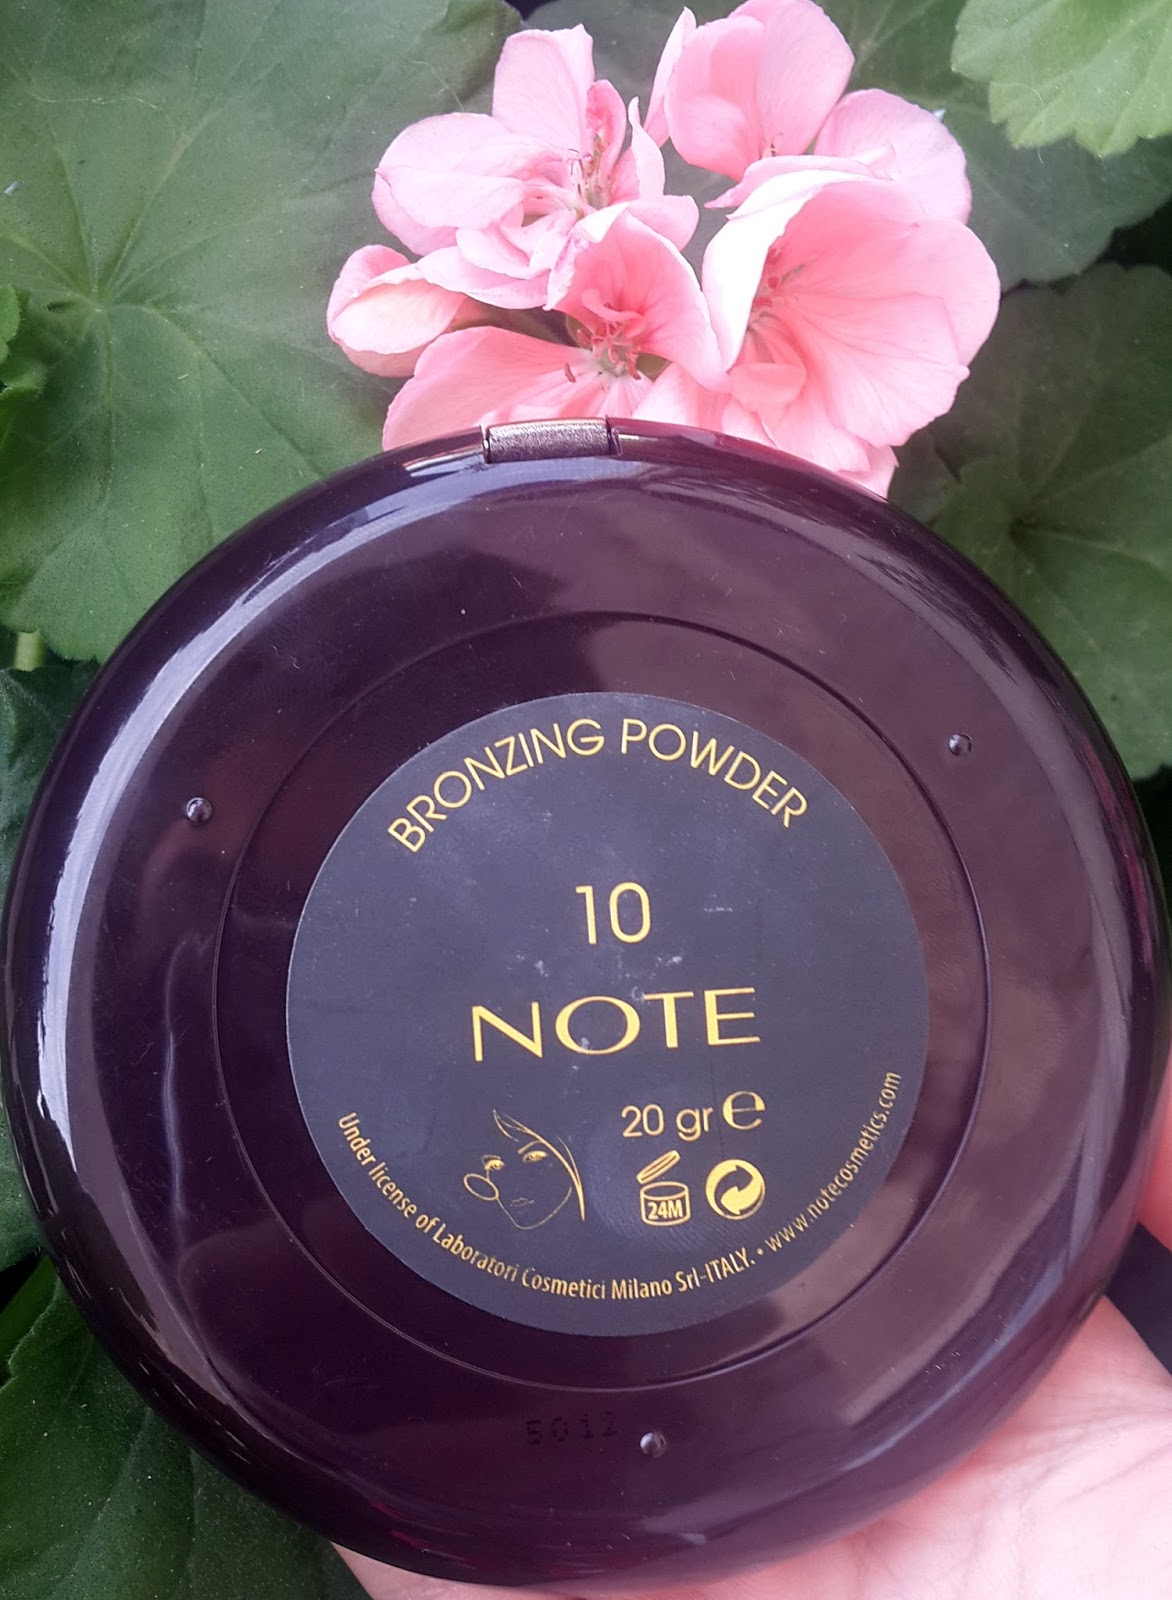 BRONZING POWDER
10
NOTE
20 gr e
24M
Under license of Laboratori Cosmetici Milano Srl-ITALY. • www.notecosmetics.com
5012